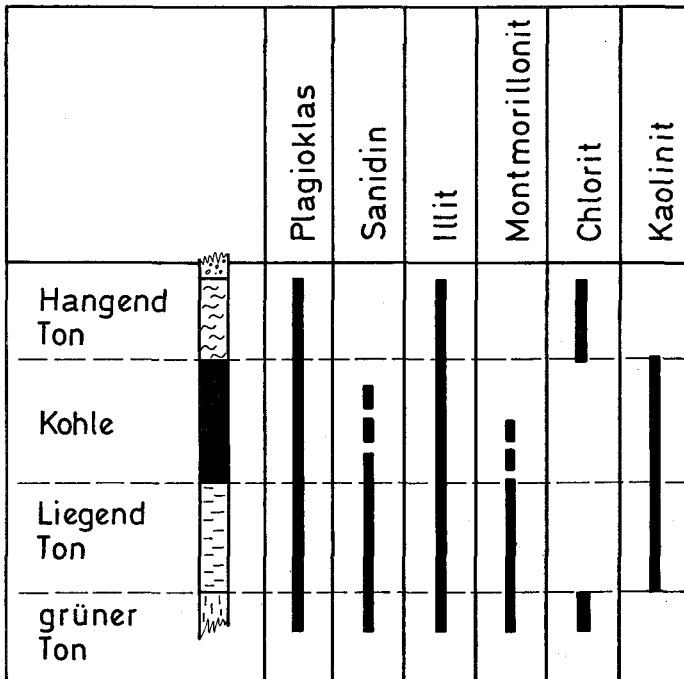 Plagioklas
Sanidin
Illit
Montmorillonit
Chlorit
Kaolinit
Hangend
Ton
Kohle
Liegend
Ton
grüner
Ton